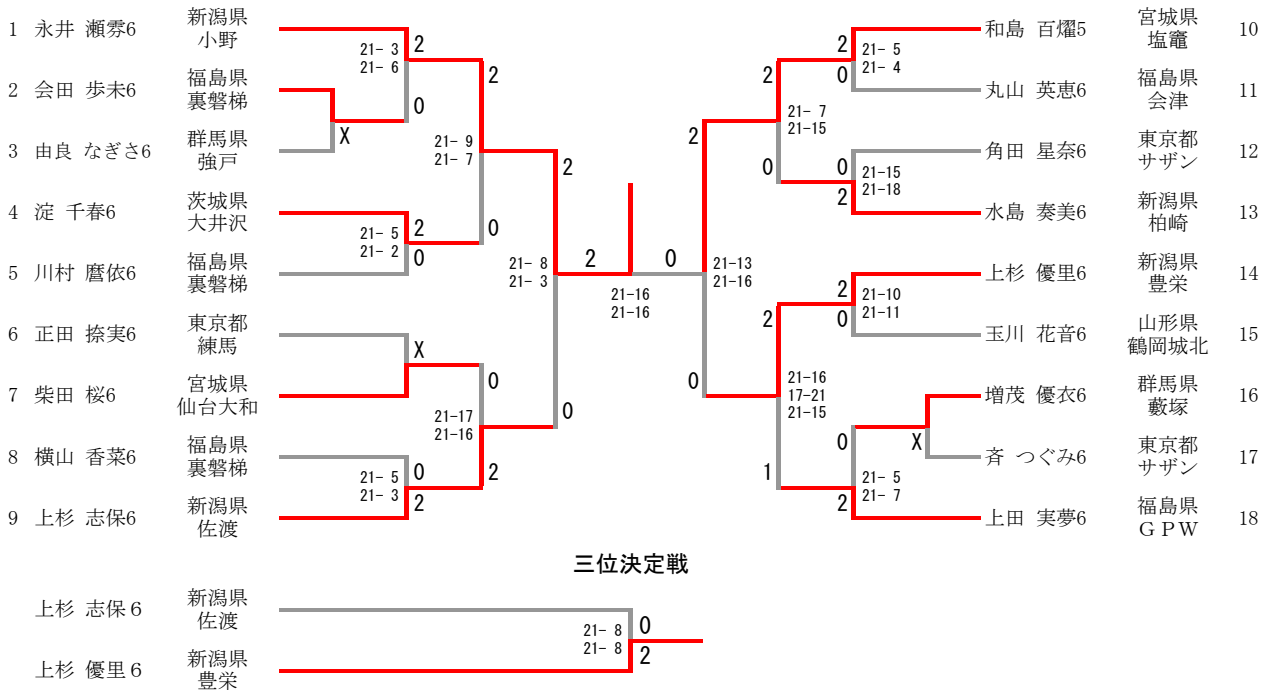 1 永井 瀬雰6 新潟県 小野
2 会田 歩未6 福島県 裏磐梯
3 由良 なぎさ6 群馬県 強戸
4 淀 千春6 茨城県 大井沢
5 川村 麿依6 福島県 裏磐梯
6 正田 捺実6 東京都 練馬
7 柴田 桜6 宮城県 仙台大和
8 横山 香菜6 福島県 裏磐梯
9 上杉 志保6 新潟県 佐渡
21- 3
21- 6
2
0
X
21- 5
21- 2
2
0
X
21- 5
21- 3
0
2
21- 9
21- 7
2
0
21-17
21-16
0
2
21- 8
21- 3
2
0
2
0
21-16
21-16
21-13
21-16
2
0
21- 7
21-15
2
0
21-16
17-21
21-15
2
1
21- 5
21- 4
2
0
21-15
21-18
0
2
21-10
21-11
2
0
X
21- 5
21- 7
0
2
和島 百燿5 宮城県 塩竈 10
丸山 英恵6 福島県 会津 11
角田 星奈6 東京都 サザン 12
水島 奏美6 新潟県 柏崎 13
上杉 優里6 新潟県 豊栄 14
玉川 花音6 山形県 鶴岡城北 15
増茂 優衣6 群馬県 藪塚 16
斉 つぐみ6 東京都 サザン 17
上田 実夢6 福島県 ＧＰＷ 18
三位決定戦
上杉 志保６ 新潟県 佐渡
上杉 優里６ 新潟県 豊栄
21- 8
21- 8
0
2